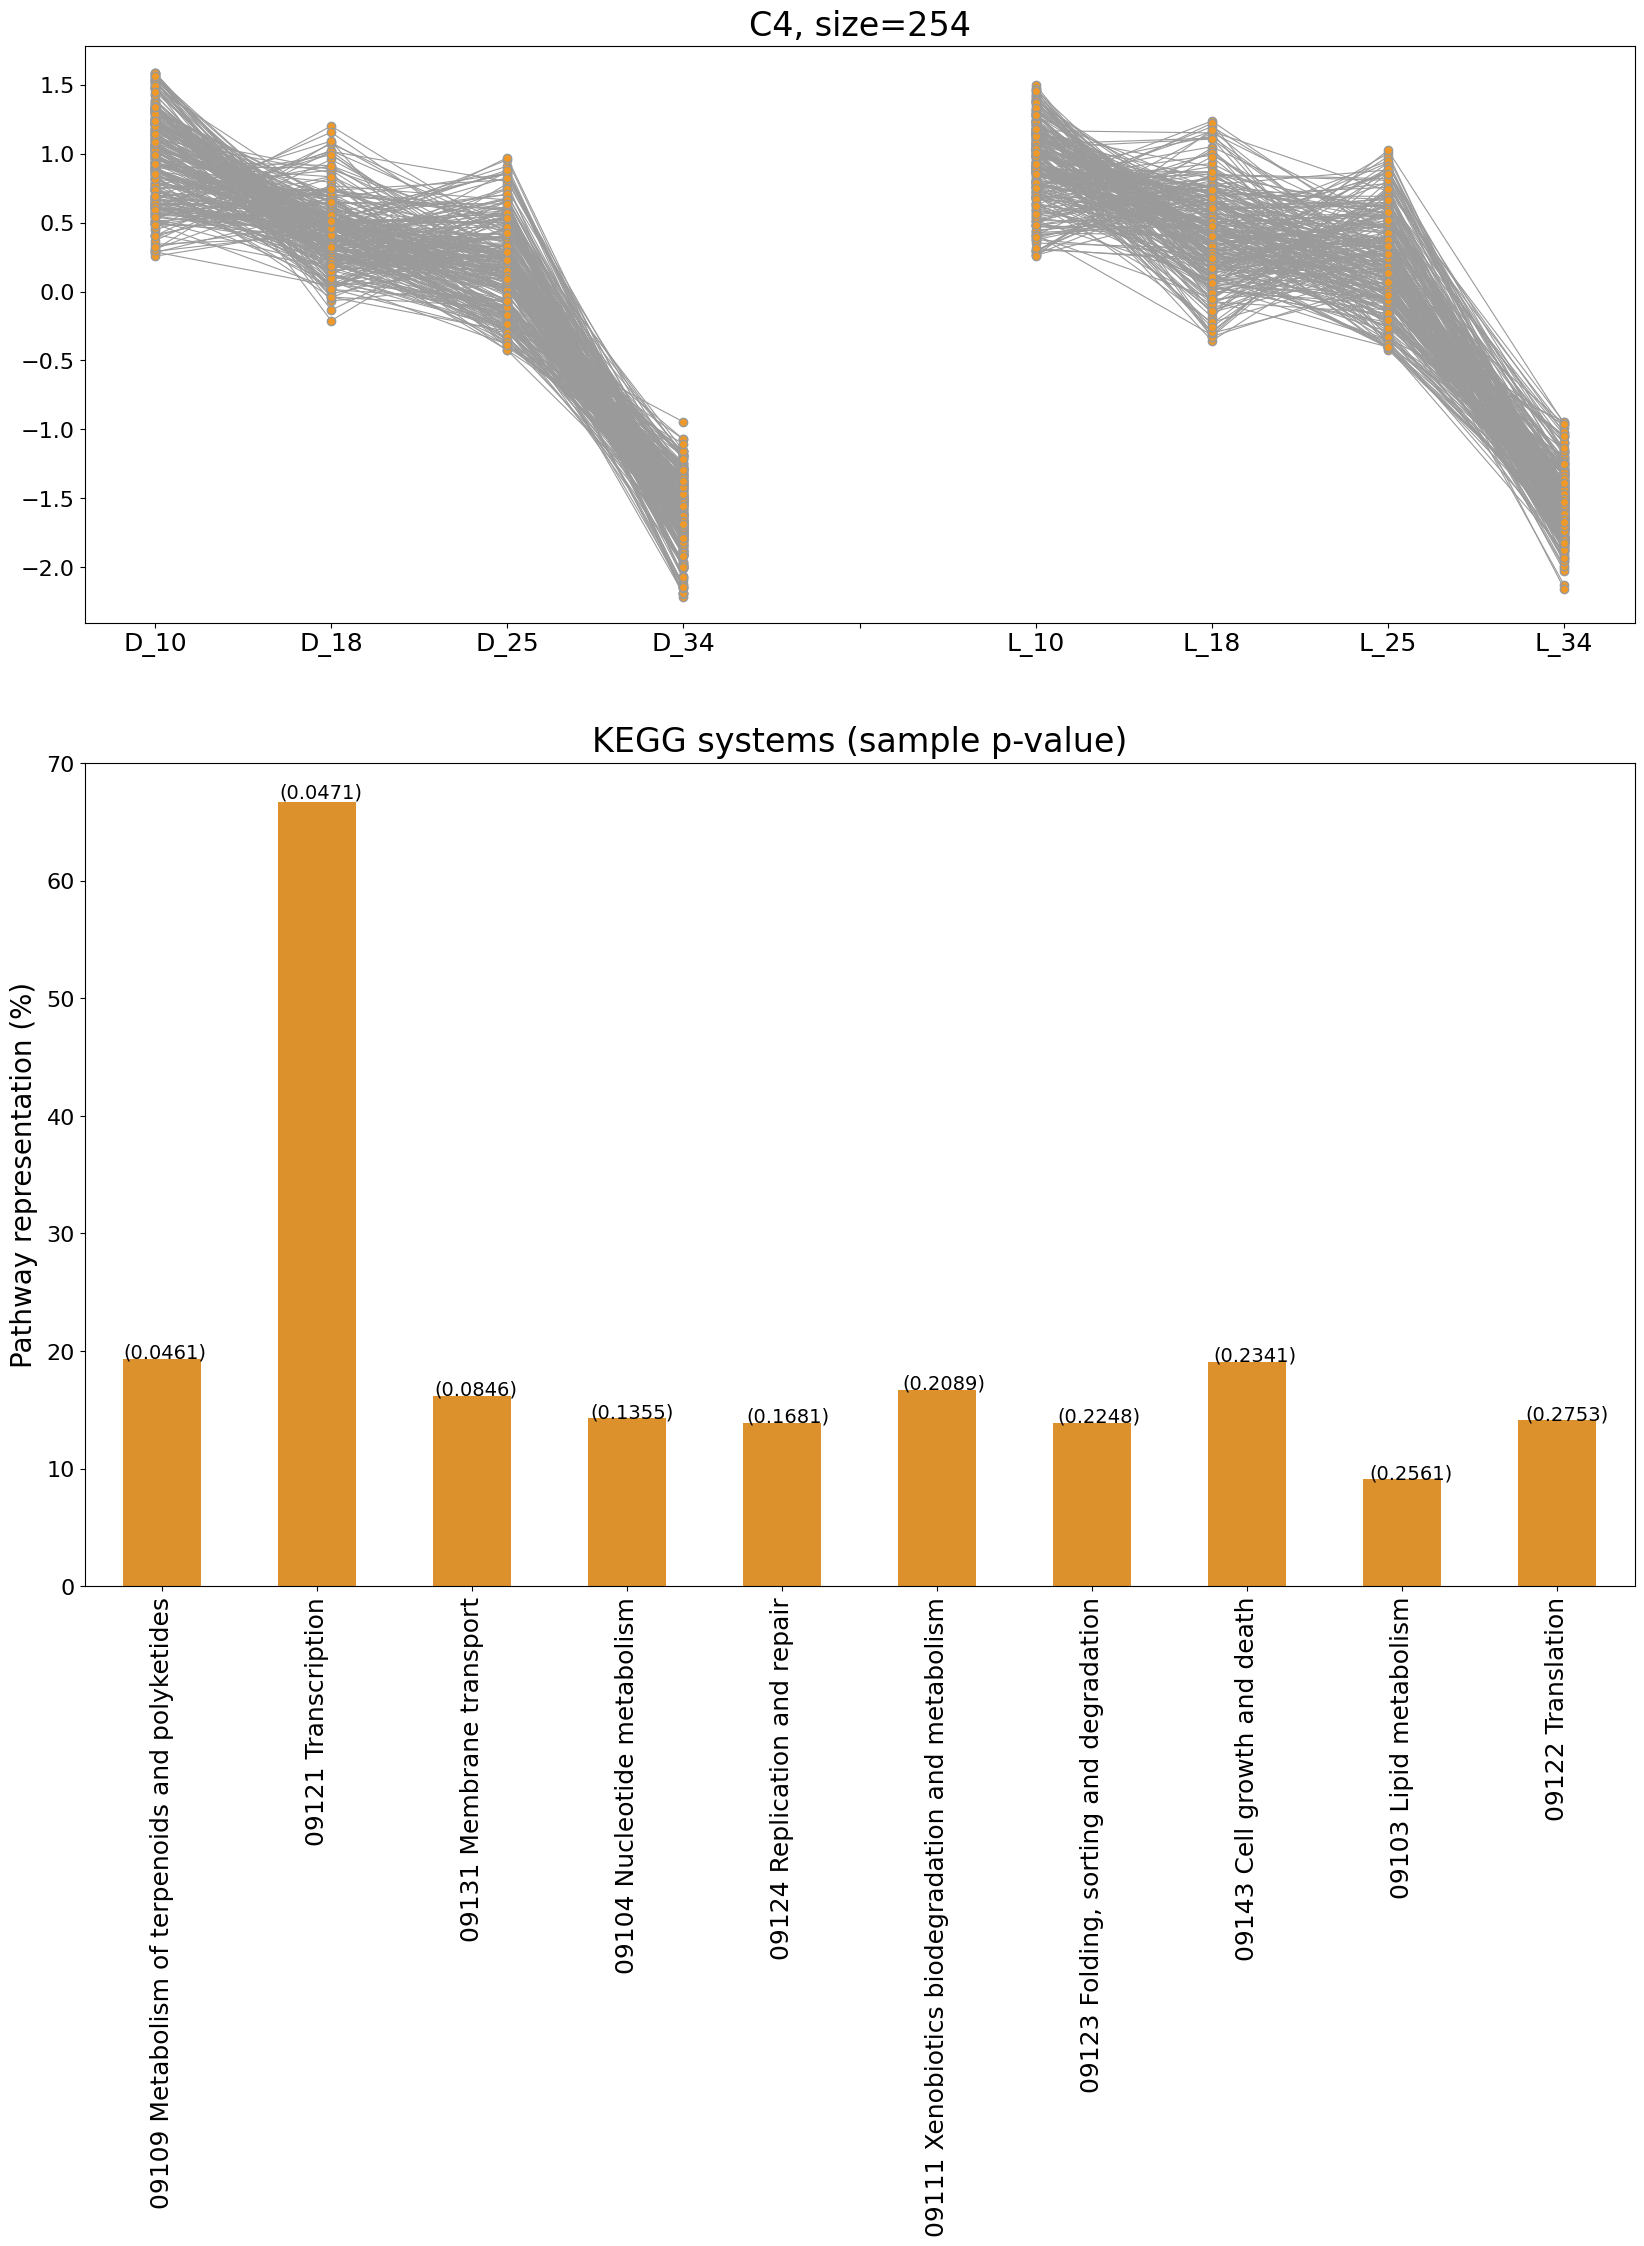 C4, size=254
1.5
1.0
0.5
0.0
−0.5
−1.0
−1.5
−2.0
D_10 D_18 D_25 D_34 L_10 L_18 L_25 L_34
KEGG systems (sample p-value)
Pathway representation (%)
70
60
50
40
30
20
10
0
(0.0461)
(0.0471)
(0.0846)
(0.1355)
(0.1681)
(0.2089)
(0.2248)
(0.2341)
(0.2561)
(0.2753)
09109 Metabolism of terpenoids and polyketides
09121 Transcription
09131 Membrane transport
09104 Nucleotide metabolism
09124 Replication and repair
09111 Xenobiotics biodegradation and metabolism
09123 Folding, sorting and degradation
09143 Cell growth and death
09103 Lipid metabolism
09122 Translation